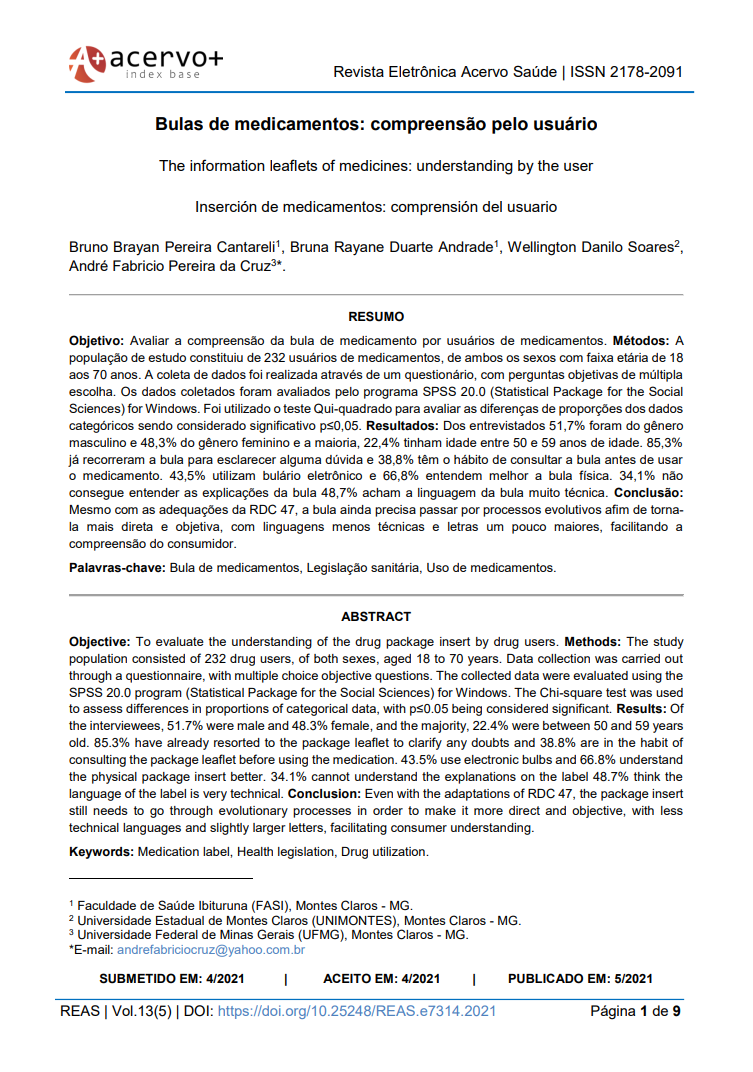 acervo+
index base
Revista Eletrônica Acervo Saúde | ISSN 2178-2091
Bulas de medicamentos: compreensão pelo usuário
The information leaflets of medicines: understanding by the user
Inserción de medicamentos: comprensión del usuario
Bruno Brayan Pereira Cantareli¹, Bruna Rayane Duarte Andrade¹, Wellington Danilo Soares²,
André Fabricio Pereira da Cruz³*.
RESUMO
Objetivo: Avaliar a compreensão da bula de medicamento por usuários de medicamentos. Métodos: A
população de estudo constituiu de 232 usuários de medicamentos, de ambos os sexos com faixa etária de 18
aos 70 anos. A coleta de dados foi realizada através de um questionário, com perguntas objetivas de múltipla
escolha. Os dados coletados foram avaliados pelo programa SPSS 20.0 (Statistical Package for the Social
Sciences) for Windows. Foi utilizado o teste Qui-quadrado para avaliar as diferenças de proporções dos dados
categóricos sendo considerado significativo p≤0,05. Resultados: Dos entrevistados 51,7% foram do gênero
masculino e 48,3% do gênero feminino e a maioria, 22,4% tinham idade entre 50 e 59 anos de idade. 85,3%
já recorreram a bula para esclarecer alguma dúvida e 38,8% têm o hábito de consultar a bula antes de usar
o medicamento. 43,5% utilizam bulário eletrônico e 66,8% entendem melhor a bula física. 34,1% não
consegue entender as explicações da bula 48,7% acham a linguagem da bula muito técnica. Conclusão:
Mesmo com as adequações da RDC 47, a bula ainda precisa passar por processos evolutivos afim de torna-
la mais direta e objetiva, com linguagens menos técnicas e letras um pouco maiores, facilitando a
compreensão do consumidor.
Palavras-chave: Bula de medicamentos, Legislação sanitária, Uso de medicamentos.
ABSTRACT
Objective: To evaluate the understanding of the drug package insert by drug users. Methods: The study
population consisted of 232 drug users, of both sexes, aged 18 to 70 years. Data collection was carried out
through a questionnaire, with multiple choice objective questions. The collected data were evaluated using the
SPSS 20.0 program (Statistical Package for the Social Sciences) for Windows. The Chi-square test was used
to assess differences in proportions of categorical data, with p≤0.05 being considered significant. Results: Of
the interviewees, 51.7% were male and 48.3% female, and the majority, 22.4% were between 50 and 59 years
old. 85.3% have already resorted to the package leaflet to clarify any doubts and 38.8% are in the habit of
consulting the package leaflet before using the medication. 43.5% use electronic bulbs and 66.8% understand
the physical package insert better. 34.1% cannot understand the explanations on the label 48.7% think the
language of the label is very technical. Conclusion: Even with the adaptations of RDC 47, the package insert
still needs to go through evolutionary processes in order to make it more direct and objective, with less
technical languages and slightly larger letters, facilitating consumer understanding.
Keywords: Medication label, Health legislation, Drug utilization.
¹ Faculdade de Saúde Ibituruna (FASI), Montes Claros - MG.
² Universidade Estadual de Montes Claros (UNIMONTES), Montes Claros - MG.
³ Universidade Federal de Minas Gerais (UFMG), Montes Claros - MG.
*E-mail: andrefabriciocruz@yahoo.com.br
SUBMETIDO EM: 4/2021 | ACEITO EM: 4/2021 | PUBLICADO EM: 5/2021
REAS | Vol.13(5) | DOI: https://doi.org/10.25248/REAS.e7314.2021 Página 1 de 9